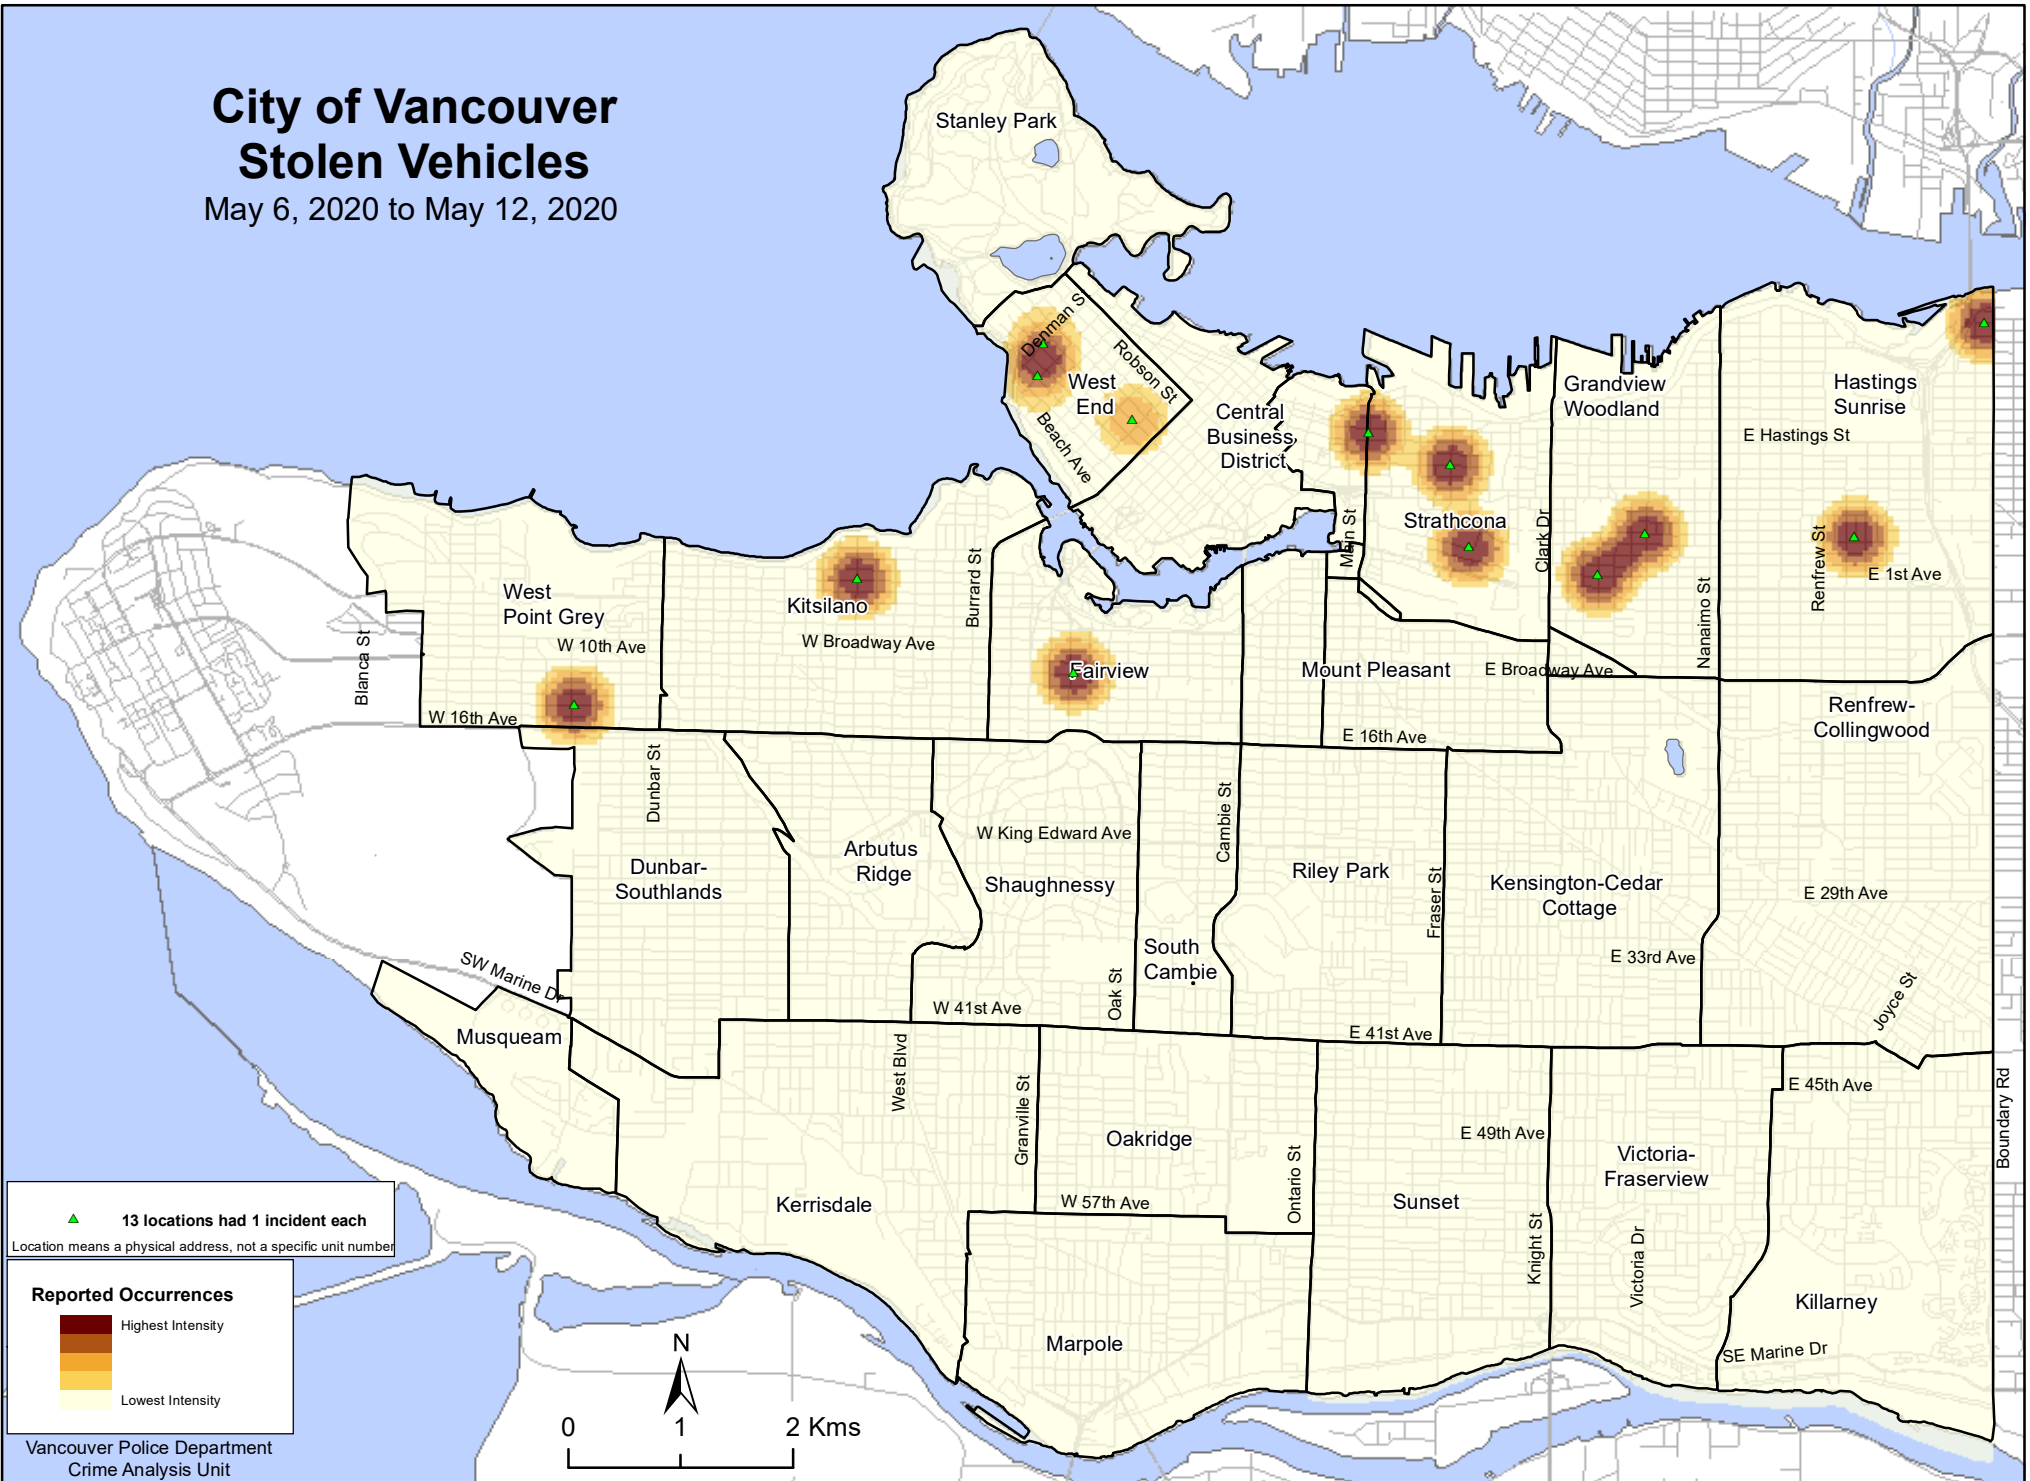 City of Vancouver
Stolen Vehicles
May 6, 2020 to May 12, 2020
Stanley Park
Denman S
Robson St
West
End
Beach Ave
Central
Business
District
Grandview
Woodland
Hastings
Sunrise
E Hastings St
Strathcona
Main St
Clark Dr
Nanaimo St
Renfrew St
E 1st Ave
West
Point Grey
W 10th Ave
Blanca St
W 16th Ave
Kitsilano
W Broadway Ave
Burrard St
Fairview
Mount Pleasant
E Broadway Ave
E 16th Ave
Renfrew-
Collingwood
Dunbar St
Dunbar-
Southlands
Arbutus
Ridge
W King Edward Ave
Shaughnessy
Cambie St
South
Cambie
Oak St
W 41st Ave
Riley Park
Fraser St
Kensington-Cedar
Cottage
E 29th Ave
E 33rd Ave
Joyce St
E 41st Ave
SW Marine Dr
Musqueam
West Blvd
Granville St
Oakridge
Ontario St
W 57th Ave
Kerrisdale
E 49th Ave
Sunset
Knight St
Victoria-
Fraserview
Victoria Dr
E 45th Ave
Boundary Rd
Killarney
SE Marine Dr
Marpole
13 locations had 1 incident each
Location means a physical address, not a specific unit number
Reported Occurrences
Highest Intensity
Lowest Intensity
Vancouver Police Department
Crime Analysis Unit
N
0 1 2 Kms